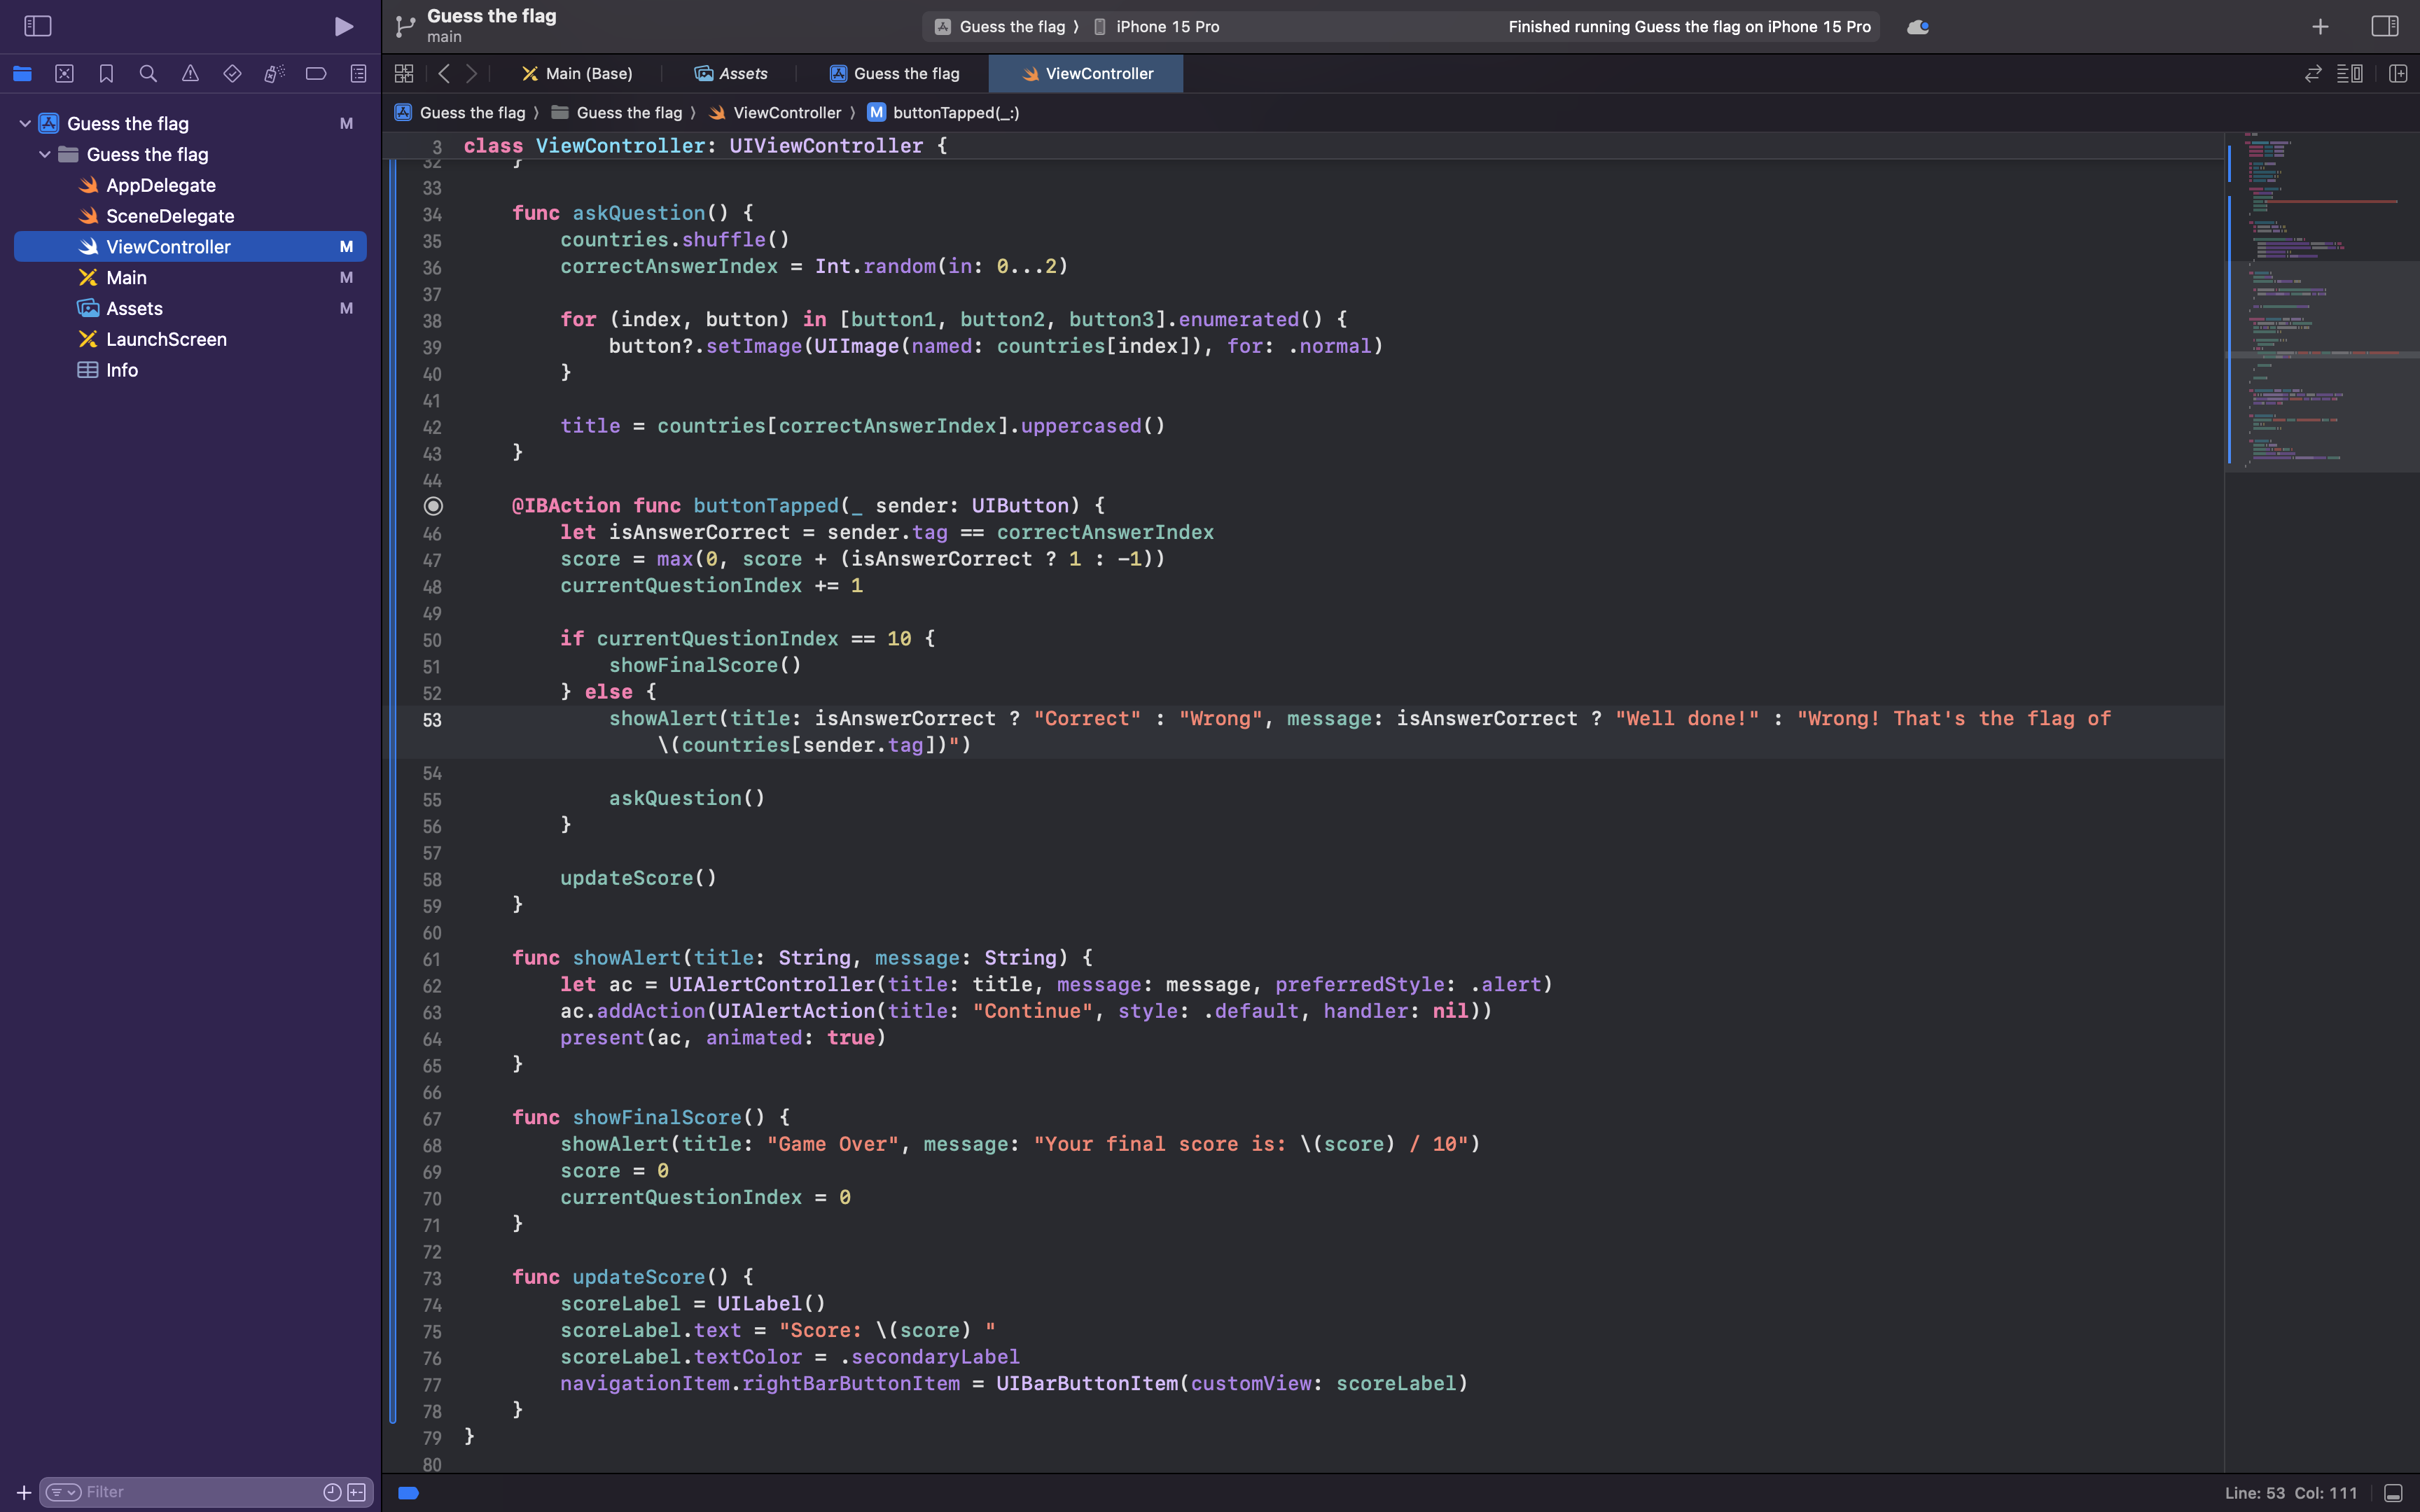 Guess the flag
main
Guess the flag 〉 iPhone 15 Pro
Finished running Guess the flag on iPhone 15 Pro
Main (Base)
Assets
Guess the flag
ViewController
Guess the flag 〉 Guess the flag 〉 ViewController 〉 M buttonTapped(_:)
Guess the flag M
Guess the flag
AppDelegate
SceneDelegate
ViewController M
Main M
Assets M
LaunchScreen
Info
Filter
3 class ViewController: UIViewController {
32 }
33
34 func askQuestion() {
35 countries.shuffle()
36 correctAnswerIndex = Int.random(in: 0...2)
37
38 for (index, button) in [button1, button2, button3].enumerated() {
39 button?.setImage(UIImage(named: countries[index]), for: .normal)
40 }
41
42 title = countries[correctAnswerIndex].uppercased()
43 }
44
@IBAction func buttonTapped(_ sender: UIButton) {
46 let isAnswerCorrect = sender.tag == correctAnswerIndex
47 score = max(0, score + (isAnswerCorrect ? 1 : -1))
48 currentQuestionIndex += 1
49
50 if currentQuestionIndex == 10 {
51 showFinalScore()
52 } else {
53 showAlert(title: isAnswerCorrect ? "Correct" : "Wrong", message: isAnswerCorrect ? "Well done!" : "Wrong! That's the flag of
\(countries[sender.tag])")
54
55 askQuestion()
56 }
57
58 updateScore()
59 }
60
61 func showAlert(title: String, message: String) {
62 let ac = UIAlertController(title: title, message: message, preferredStyle: .alert)
63 ac.addAction(UIAlertAction(title: "Continue", style: .default, handler: nil))
64 present(ac, animated: true)
65 }
66
67 func showFinalScore() {
68 showAlert(title: "Game Over", message: "Your final score is: \(score) / 10")
69 score = 0
70 currentQuestionIndex = 0
71 }
72
73 func updateScore() {
74 scoreLabel = UILabel()
75 scoreLabel.text = "Score: \(score) "
76 scoreLabel.textColor = .secondaryLabel
77 navigationItem.rightBarButtonItem = UIBarButtonItem(customView: scoreLabel)
78 }
79 }
80
Line: 53 Col: 111